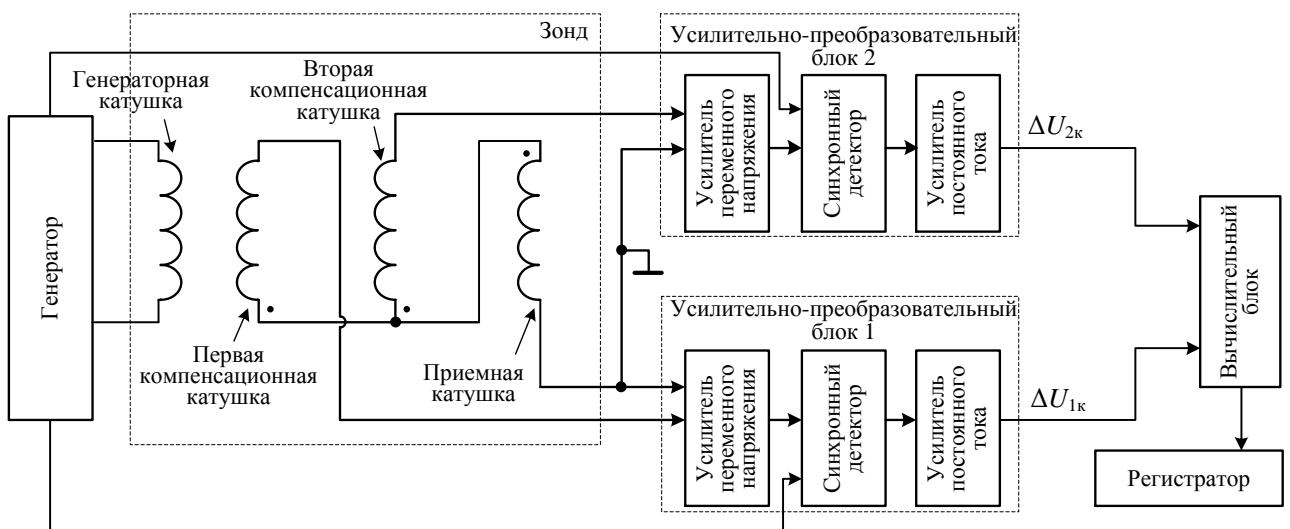 Зонд
Усилительно-преобразовательный
блок 2
Генераторная
катушка
Вторая
компенсационная
катушка
Усилитель
переменного
напряжения
Синхронный
детектор
Усилитель
постоянного
тока
ΔU2к
Генератор
Вычислительный
блок
Усилительно-преобразовательный
блок 1
Первая
компенсационная
катушка
Приемная
катушка
Усилитель
переменного
напряжения
Синхронный
детектор
Усилитель
постоянного
тока
ΔU1к
Регистратор